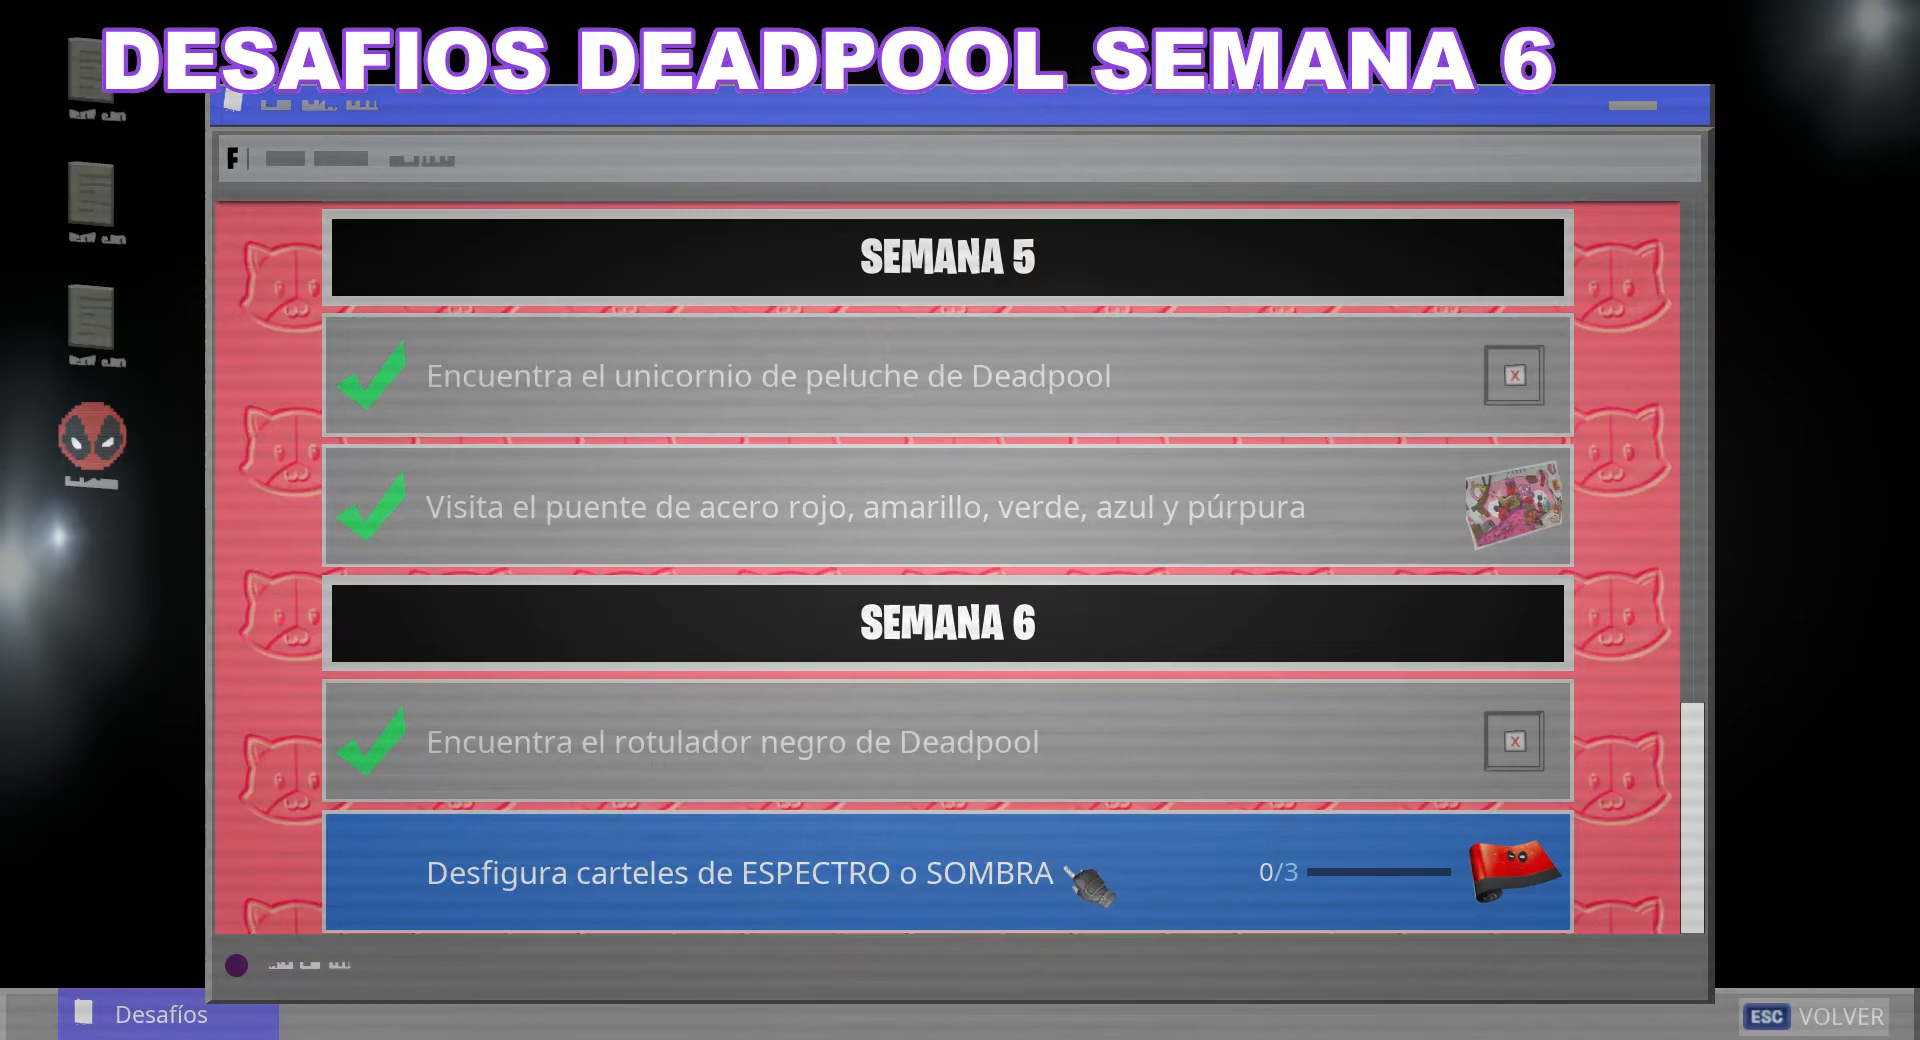 DESAFIOS DEADPOOL SEMANA 6
F
SEMANA 5
Encuentra el unicornio de peluche de Deadpool
X
Visita el puente de acero rojo, amarillo, verde, azul y púrpura
SEMANA 6
Encuentra el rotulador negro de Deadpool
X
Desfigura carteles de ESPECTRO o SOMBRA
0/3
Desafíos
ESC VOLVER